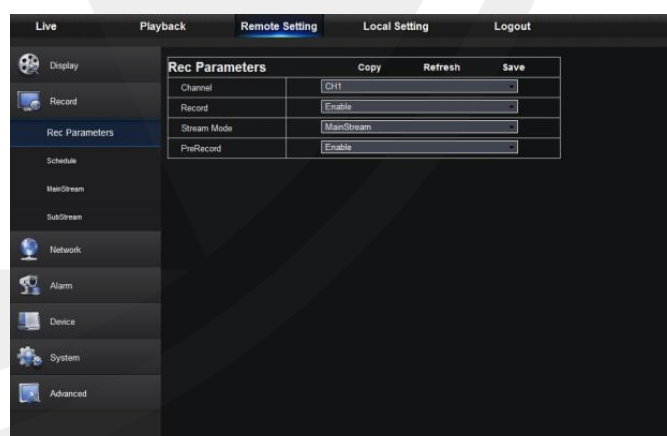 Live Playback Remote Setting Local Setting Logout
Display
Record
Rec Parameters
Schedule
MainStream
SubStream
Network
Alarm
Device
System
Advanced
Rec Parameters Copy Refresh Save
Channel CH1
Record Enable
Stream Mode MainStream
PreRecord Enable